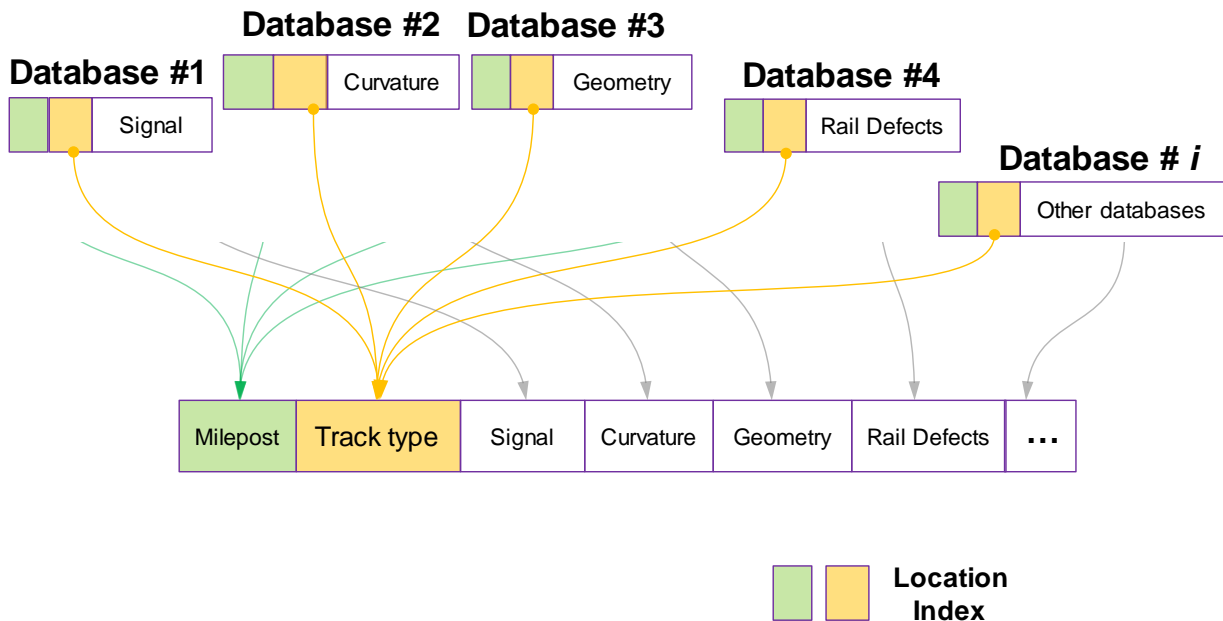 Database #1
Signal
Database #2
Curvature
Database #3
Geometry
Database #4
Rail Defects
Database # i
Other databases
Milepost
Track type
Signal
Curvature
Geometry
Rail Defects
...
Location
Index